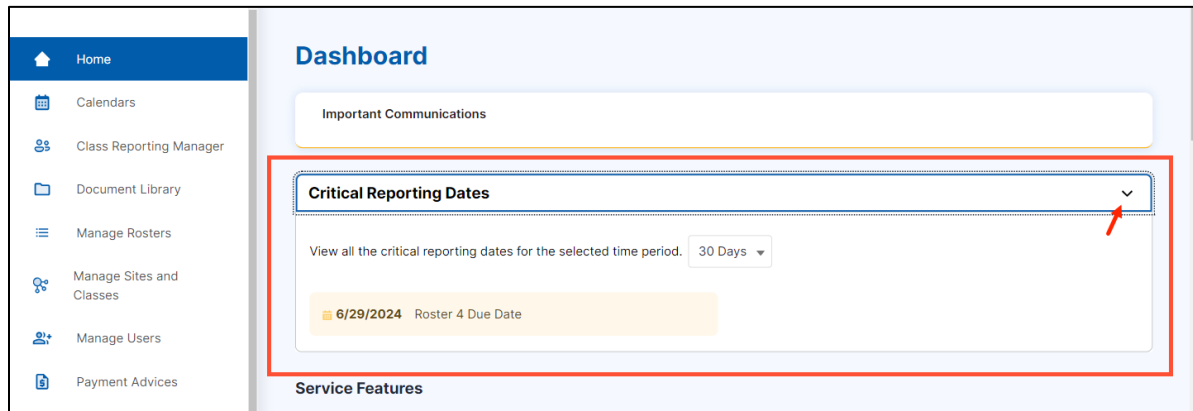 Home
Calendars
Class Reporting Manager
Document Library
Manage Rosters
Manage Sites and
Classes
Manage Users
Payment Advices
Dashboard
Important Communications
Critical Reporting Dates
View all the critical reporting dates for the selected time period. 30 Days
6/29/2024 Roster 4 Due Date
Service Features